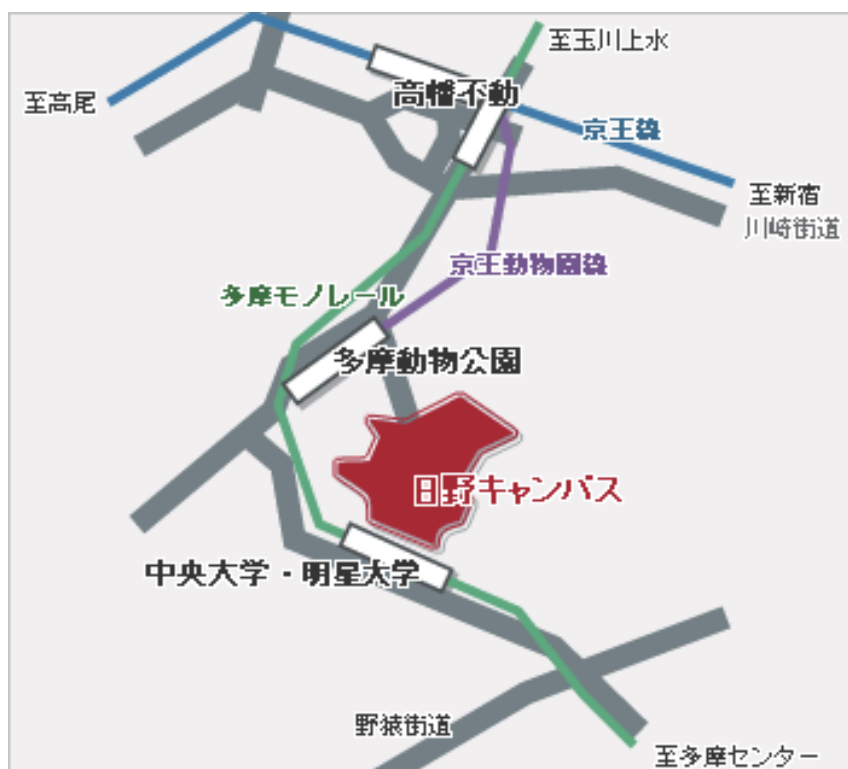 至玉川上水
至高尾
高幡不動
京王線
至新宿
川崎街道
京王動物園線
多摩モノレール
多摩動物公園
日野キャンパス
中央大学・明星大学
野猿街道
至多摩センター